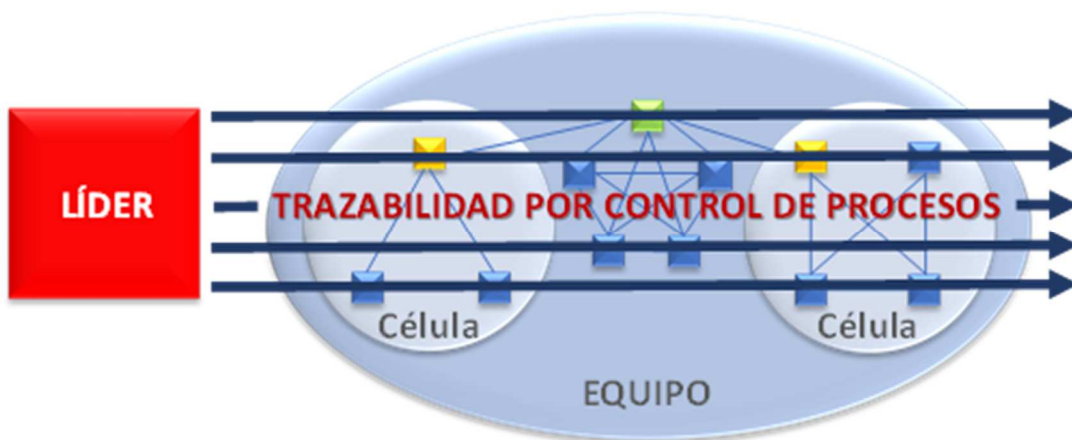 LÍDER
TRAZABILIDAD POR CONTROL DE PROCESOS
Célula
Célula
EQUIPO